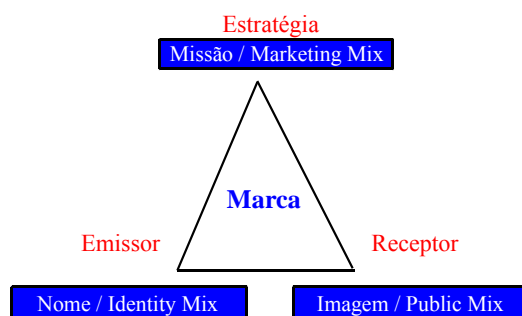 Estratégia
Missão / Marketing Mix
Marca
Emissor
Receptor
Nome / Identity Mix
Imagem / Public Mix